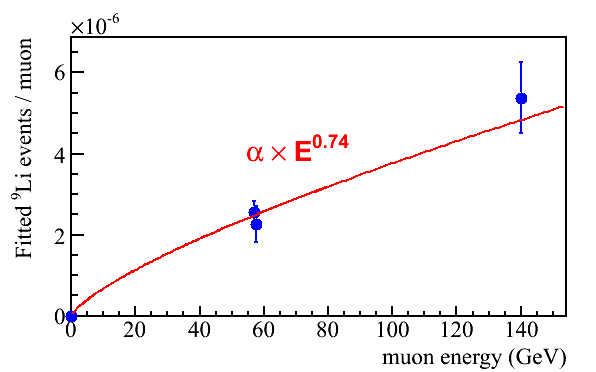 ×10⁻⁶
Fitted ⁹Li events / muon
6
4
2
0
α × E⁰·⁷⁴
0 20 40 60 80 100 120 140
muon energy (GeV)